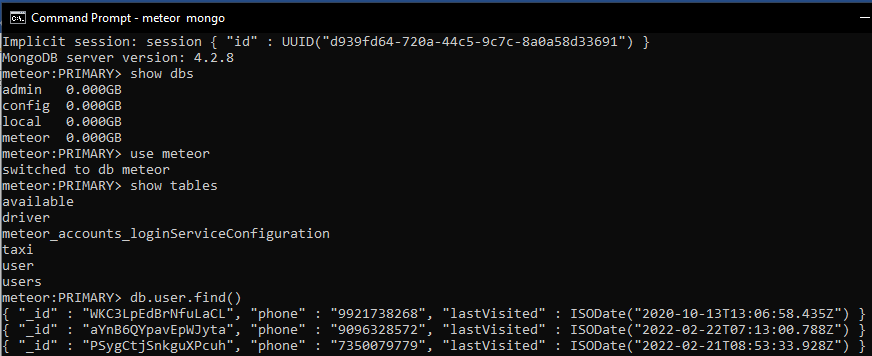 Command Prompt - meteor mongo
Implicit session: session { "id" : UUID("d939fd64-720a-44c5-9c7c-8a0a58d33691") }
MongoDB server version: 4.2.8
meteor:PRIMARY> show dbs
admin   0.000GB
config  0.000GB
local   0.000GB
meteor  0.000GB
meteor:PRIMARY> use meteor
switched to db meteor
meteor:PRIMARY> show tables
available
driver
meteor_accounts_loginServiceConfiguration
taxi
user
users
meteor:PRIMARY> db.user.find()
{ "_id" : "WKC3LpEdBrNfuLaCL", "phone" : "9921738268", "lastVisited" : ISODate("2020-10-13T13:06:58.435Z") }
{ "_id" : "aYnB6QYpavEpWJyta", "phone" : "9096328572", "lastVisited" : ISODate("2022-02-22T07:13:00.788Z") }
{ "_id" : "PSygCtjSnkguXPcuh", "phone" : "7350079779", "lastVisited" : ISODate("2022-02-21T08:53:33.928Z") }